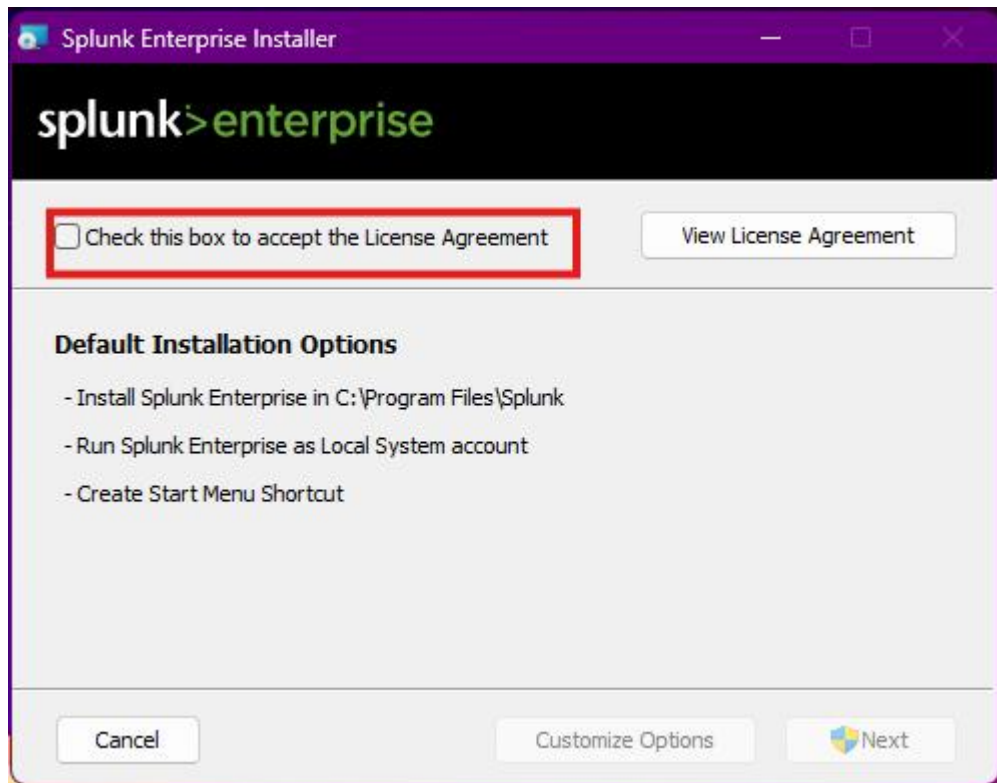 Splunk Enterprise Installer
splunk>enterprise
Check this box to accept the License Agreement
View License Agreement
Default Installation Options
- Install Splunk Enterprise in C:\Program Files\Splunk
- Run Splunk Enterprise as Local System account
- Create Start Menu Shortcut
Cancel
Customize Options
Next